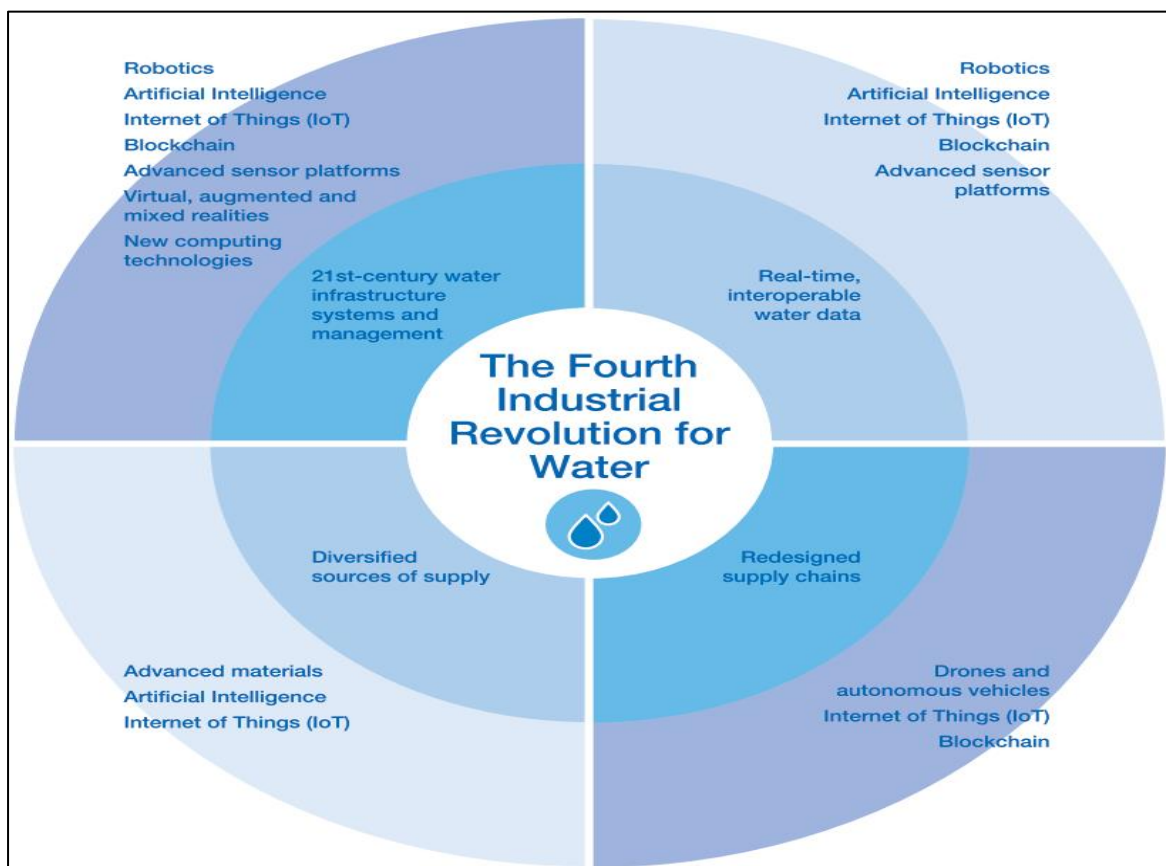 Robotics
Artificial Intelligence
Internet of Things (IoT)
Blockchain
Advanced sensor platforms
Virtual, augmented and
mixed realities
New computing
technologies
21st-century water
infrastructure
systems and
management
Robotics
Artificial Intelligence
Internet of Things (IoT)
Blockchain
Advanced sensor
platforms
Real-time,
interoperable
water data
The Fourth
Industrial
Revolution for
Water
Diversified
sources of supply
Advanced materials
Artificial Intelligence
Internet of Things (IoT)
Redesigned
supply chains
Drones and
autonomous vehicles
Internet of Things (IoT)
Blockchain